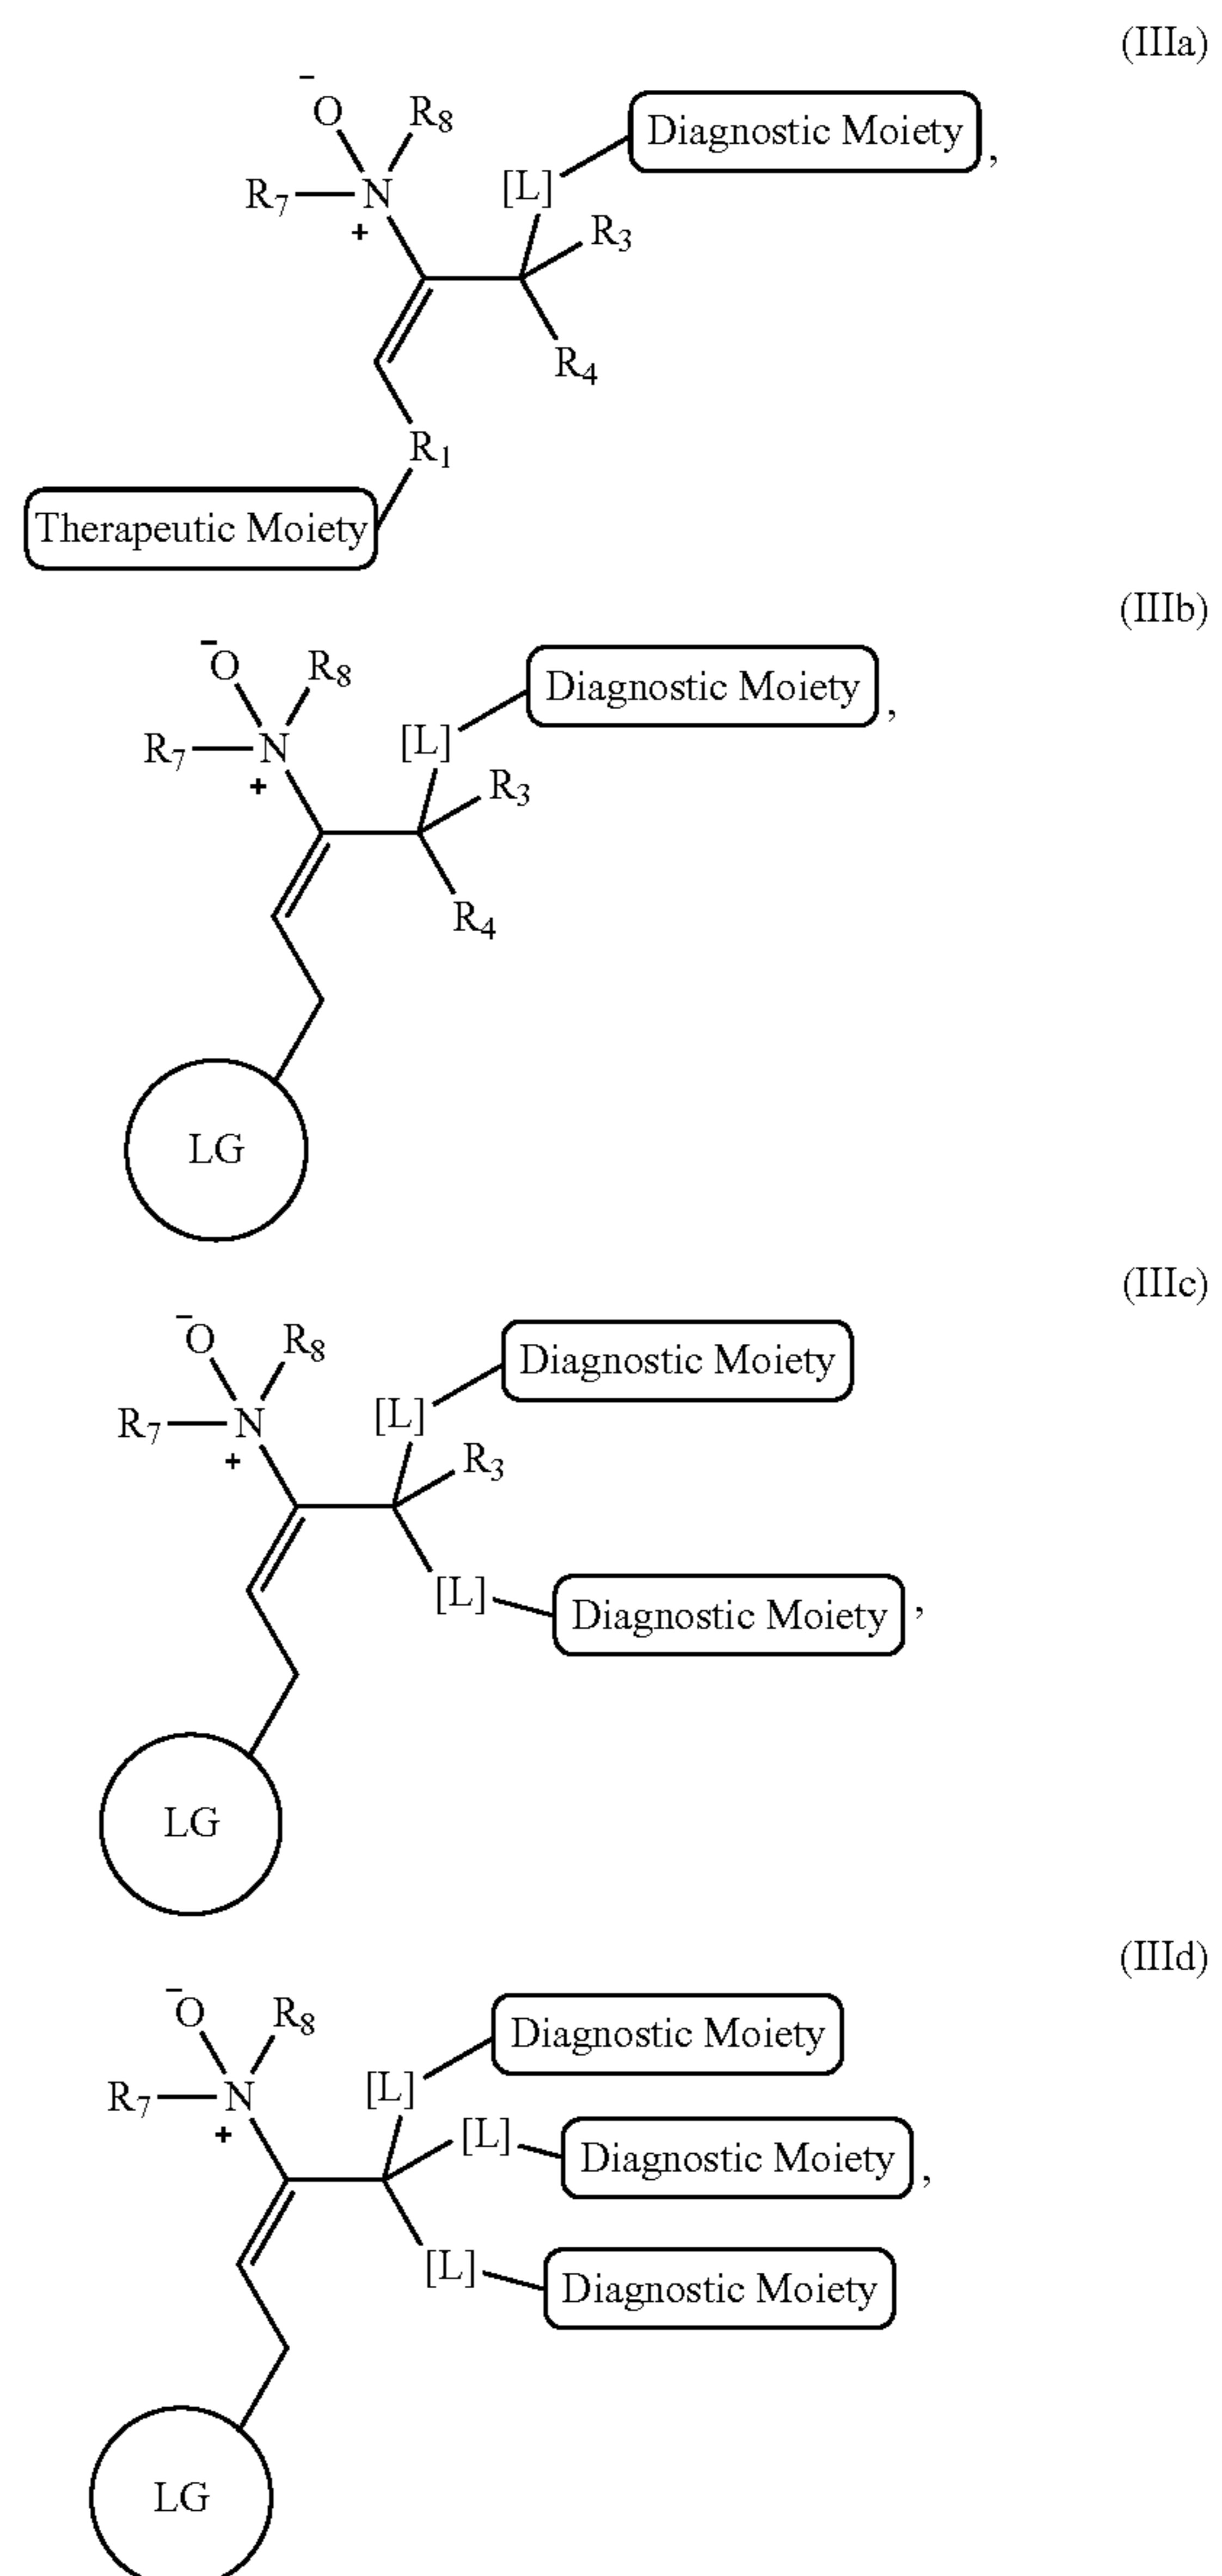 (IIIa)
−
O R₈
Diagnostic Moiety ,
R₇ N [L]
+
R₃
R₄
R₁
Therapeutic Moiety
(IIIb)
−
O R₈
Diagnostic Moiety ,
R₇ N [L]
+
R₃
R₄
LG
(IIIc)
−
O R₈
Diagnostic Moiety
R₇ N [L]
+
R₃
[L] Diagnostic Moiety ,
LG
(IIId)
−
O R₈
Diagnostic Moiety
R₇ N [L]
+
[L] Diagnostic Moiety ,
[L] Diagnostic Moiety
LG